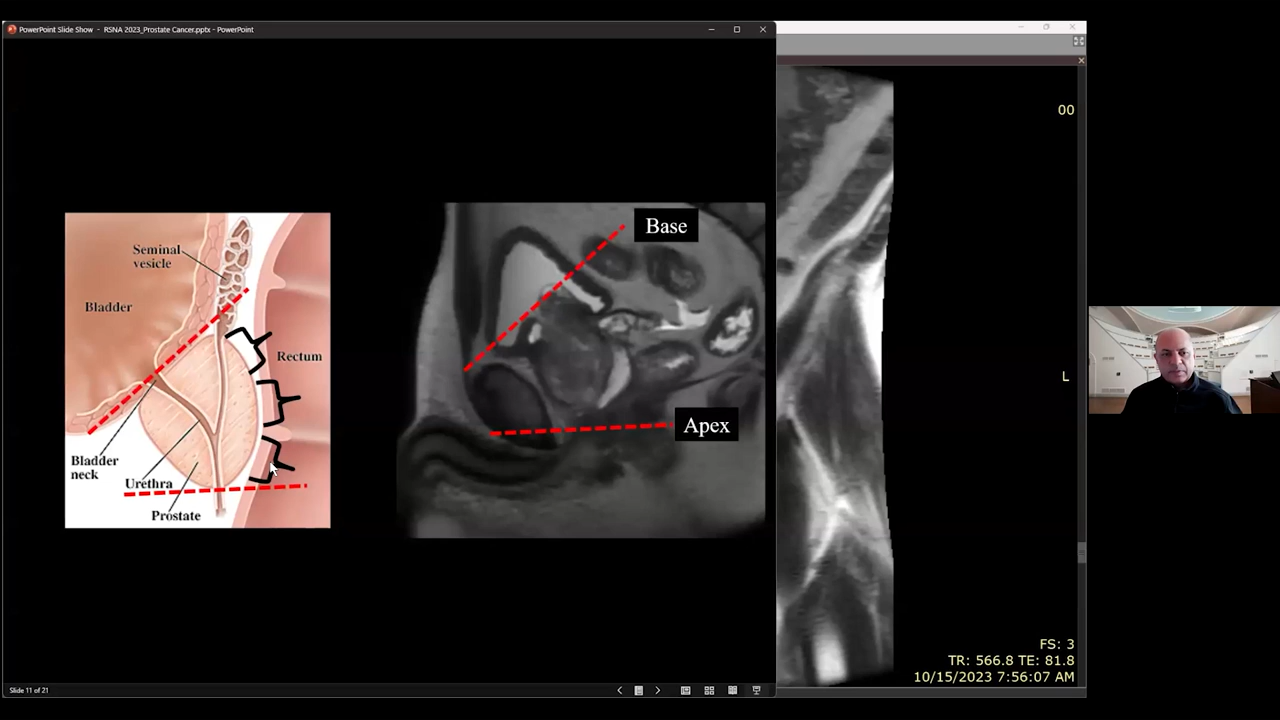 PowerPoint Slide Show - RSNA 2023_Prostate Cancer.pptx - PowerPoint
00
Base
Seminal
vesicle
Bladder
Rectum
L
Apex
Bladder
neck
Urethra
Prostate
FS: 3
TR: 566.8 TE: 81.8
10/15/2023 7:56:07 AM
Slide 11 of 21